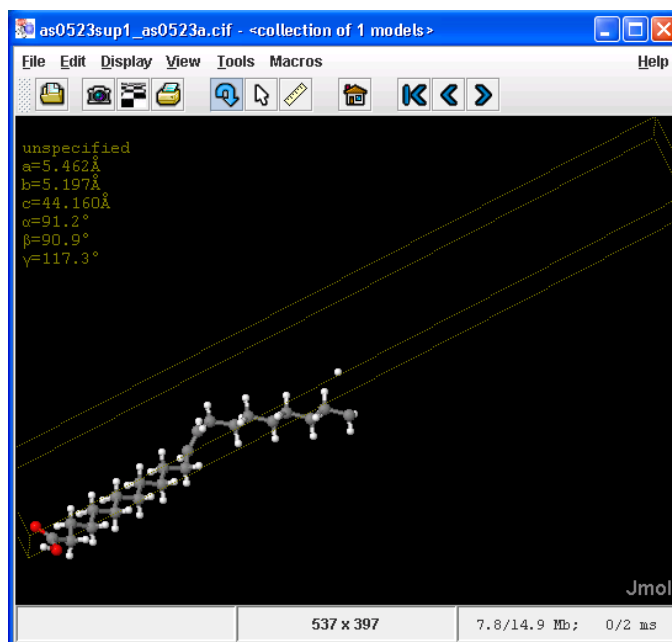 as0523sup1_as0523a.cif - <collection of 1 models>
File Edit Display View Tools Macros Help
unspecified
a=5.462Å
b=5.197Å
c=44.160Å
α=91.2°
β=90.9°
γ=117.3°
Jmol
537 x 397
7.8/14.9 Mb; 0/2 ms